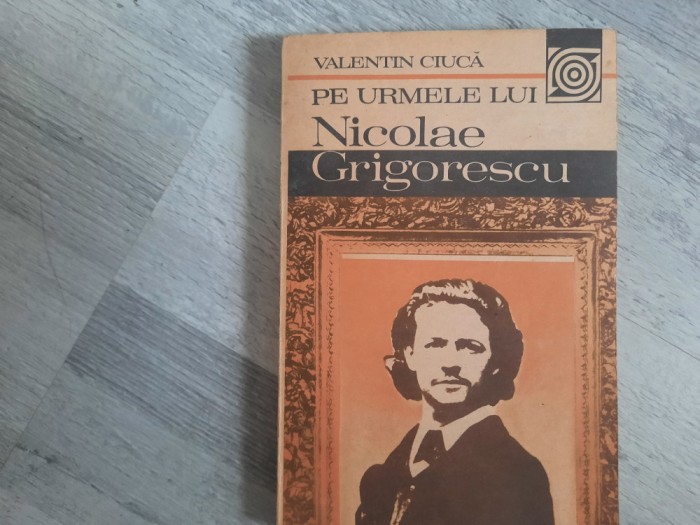 VALENTIN CIUCĂ
PE URMELE LUI
Nicolae
Grigorescu